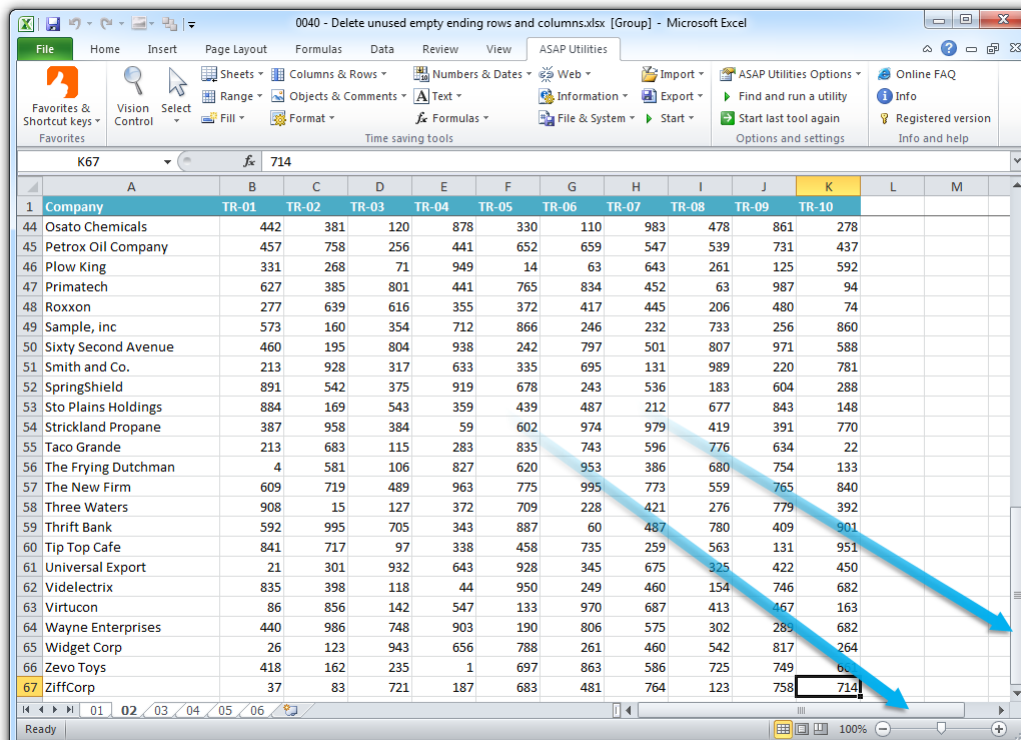 0040 - Delete unused empty ending rows and columns.xlsx [Group] - Microsoft Excel
File Home Insert Page Layout Formulas Data Review View ASAP Utilities
Sheets Columns & Rows Numbers & Dates Web Import ASAP Utilities Options Online FAQ
Range Objects & Comments Text Information Export Find and run a utility Info
Favorites & Shortcut keys Vision Control Select Fill Format Formulas File & System Start Start last tool again Registered version
Favorites Time saving tools Options and settings Info and help
K67 fx 714
A B C D E F G H I J K L M
1 Company TR-01 TR-02 TR-03 TR-04 TR-05 TR-06 TR-07 TR-08 TR-09 TR-10
44 Osato Chemicals 442 381 120 878 330 110 983 478 861 278
45 Petrox Oil Company 457 758 256 441 652 659 547 539 731 437
46 Plow King 331 268 71 949 14 63 643 261 125 592
47 Primatech 627 385 801 441 765 834 452 63 987 94
48 Roxxon 277 639 616 355 372 417 445 206 480 74
49 Sample, inc 573 160 354 712 866 246 232 733 256 860
50 Sixty Second Avenue 460 195 804 938 242 797 501 807 971 588
51 Smith and Co. 213 928 317 633 335 695 131 989 220 781
52 SpringShield 891 542 375 919 678 243 536 183 604 288
53 Sto Plains Holdings 884 169 543 359 439 487 212 677 843 148
54 Strickland Propane 387 958 384 59 602 974 979 419 391 770
55 Taco Grande 213 683 115 283 835 743 596 776 634 22
56 The Frying Dutchman 4 581 106 827 620 953 386 680 754 133
57 The New Firm 609 719 489 963 775 995 773 559 765 840
58 Three Waters 908 15 127 372 709 228 421 276 779 392
59 Thrift Bank 592 995 705 343 887 60 487 780 409 901
60 Tip Top Cafe 841 717 97 338 458 735 259 563 131 951
61 Universal Export 21 301 932 643 928 345 675 325 422 450
62 Videlectrix 835 398 118 44 950 249 460 154 746 682
63 Virtucon 86 856 142 547 133 970 687 413 467 163
64 Wayne Enterprises 440 986 748 903 190 806 575 302 289 682
65 Widget Corp 26 123 943 656 788 261 460 542 817 264
66 Zevo Toys 418 162 235 1 697 863 586 725 749
67 ZiffCorp 37 83 721 187 683 481 764 123 758 714
01 02 03 04 05 06
Ready 100%